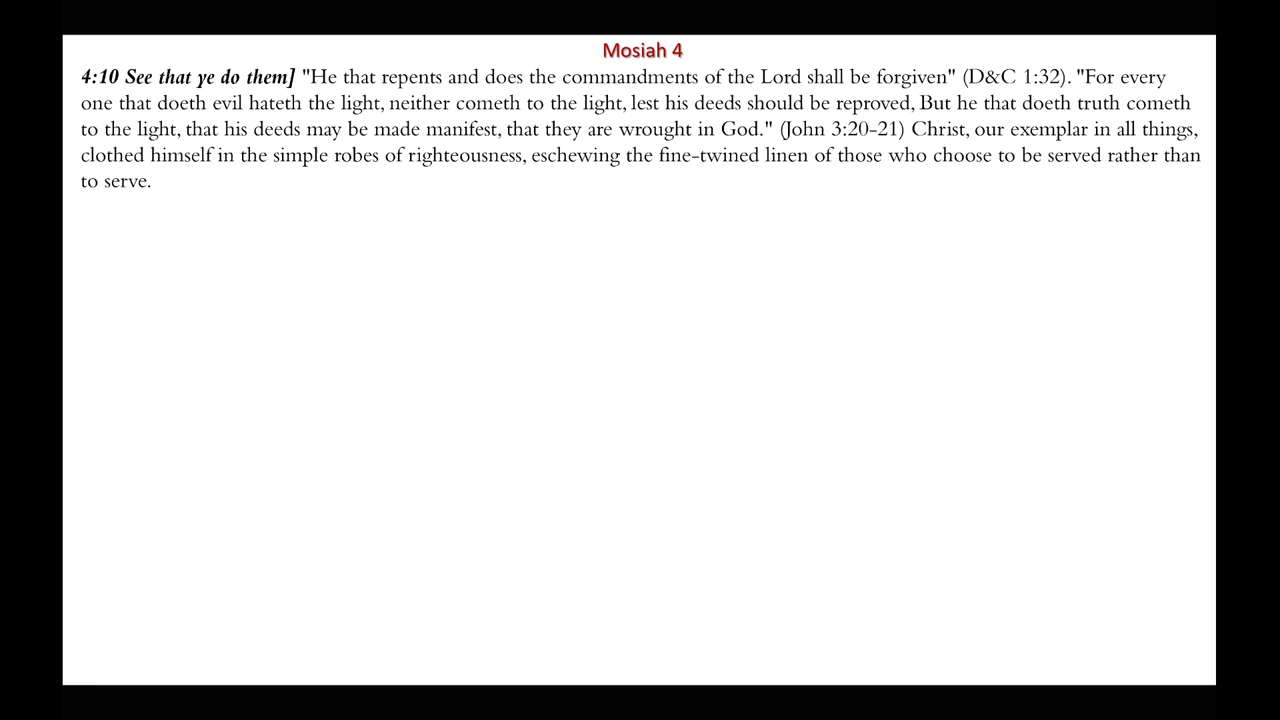 Mosiah 4
4:10 See that ye do them] "He that repents and does the commandments of the Lord shall be forgiven" (D&C 1:32). "For every
one that doeth evil hateth the light, neither cometh to the light, lest his deeds should be reproved, But he that doeth truth cometh
to the light, that his deeds may be made manifest, that they are wrought in God." (John 3:20-21) Christ, our exemplar in all things,
clothed himself in the simple robes of righteousness, eschewing the fine-twined linen of those who choose to be served rather than
to serve.